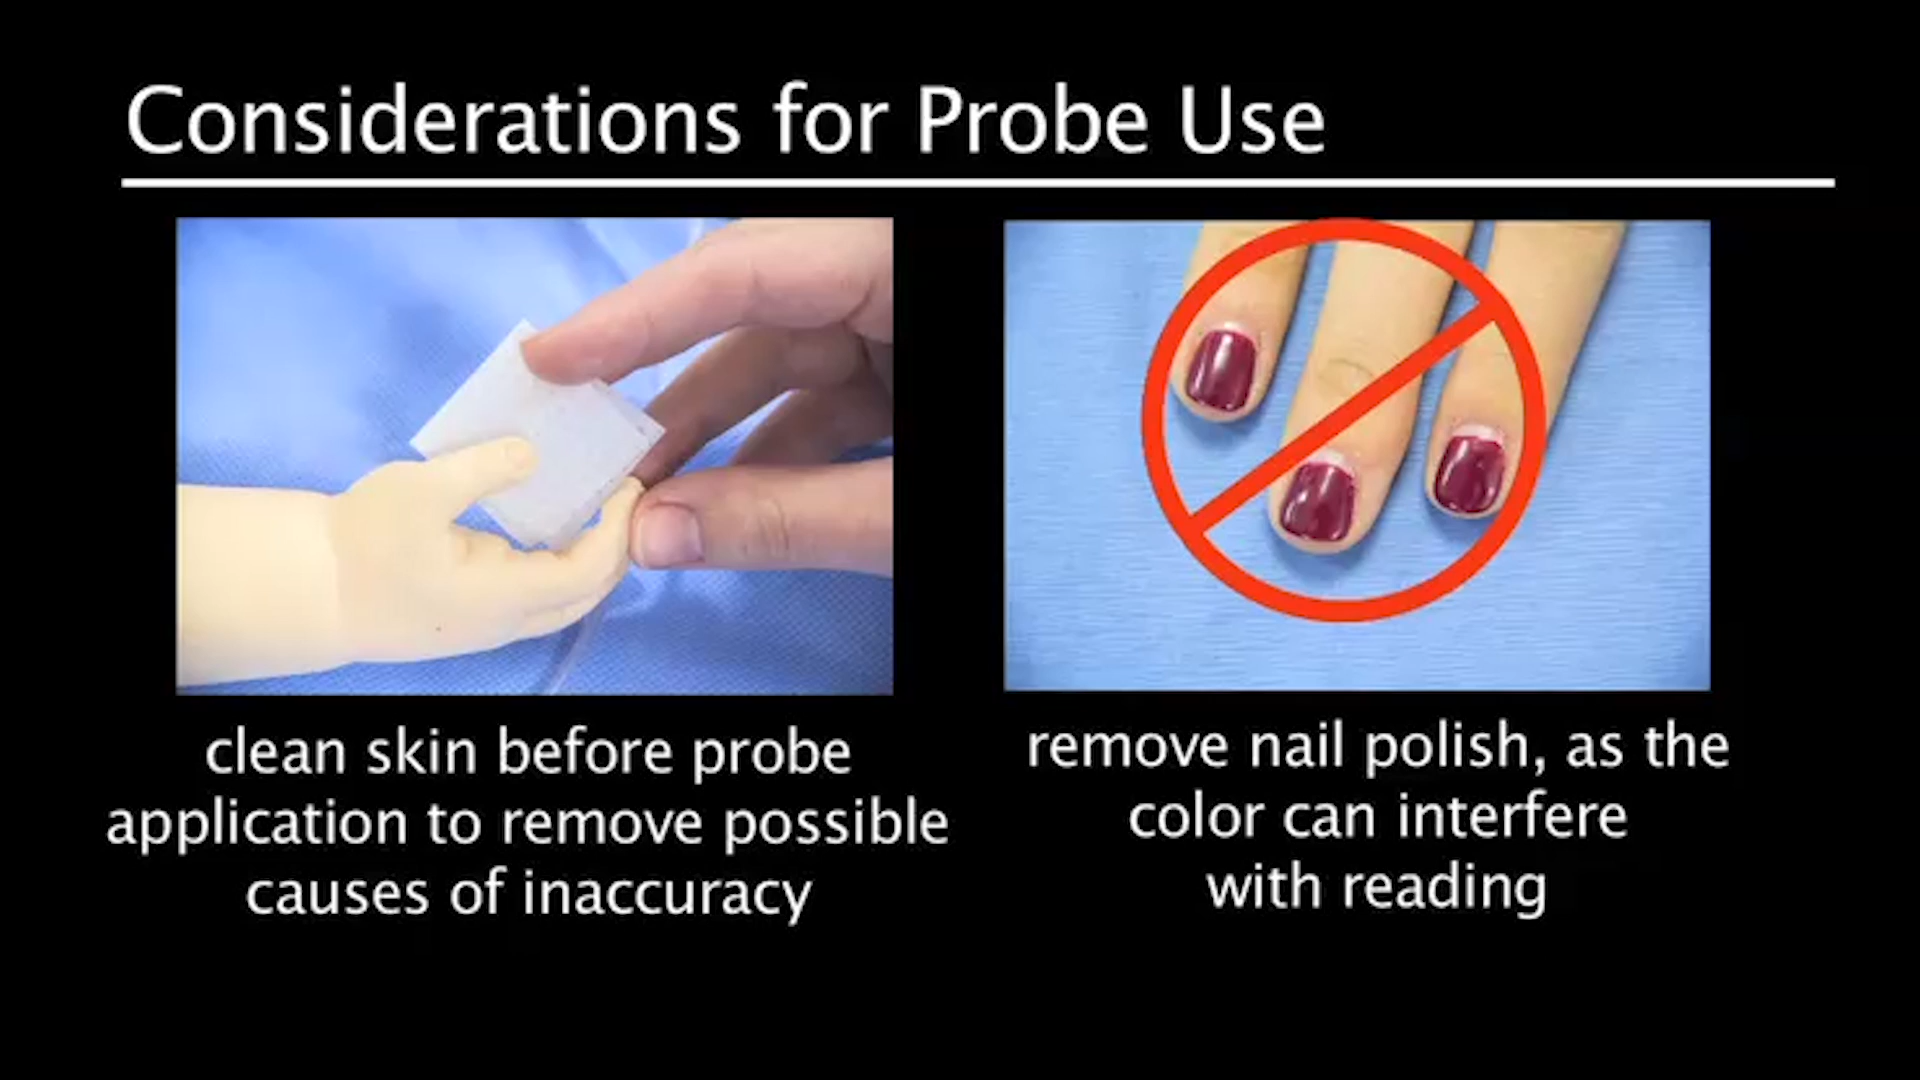 Considerations for Probe Use
clean skin before probe
application to remove possible
causes of inaccuracy
remove nail polish, as the
color can interfere
with reading